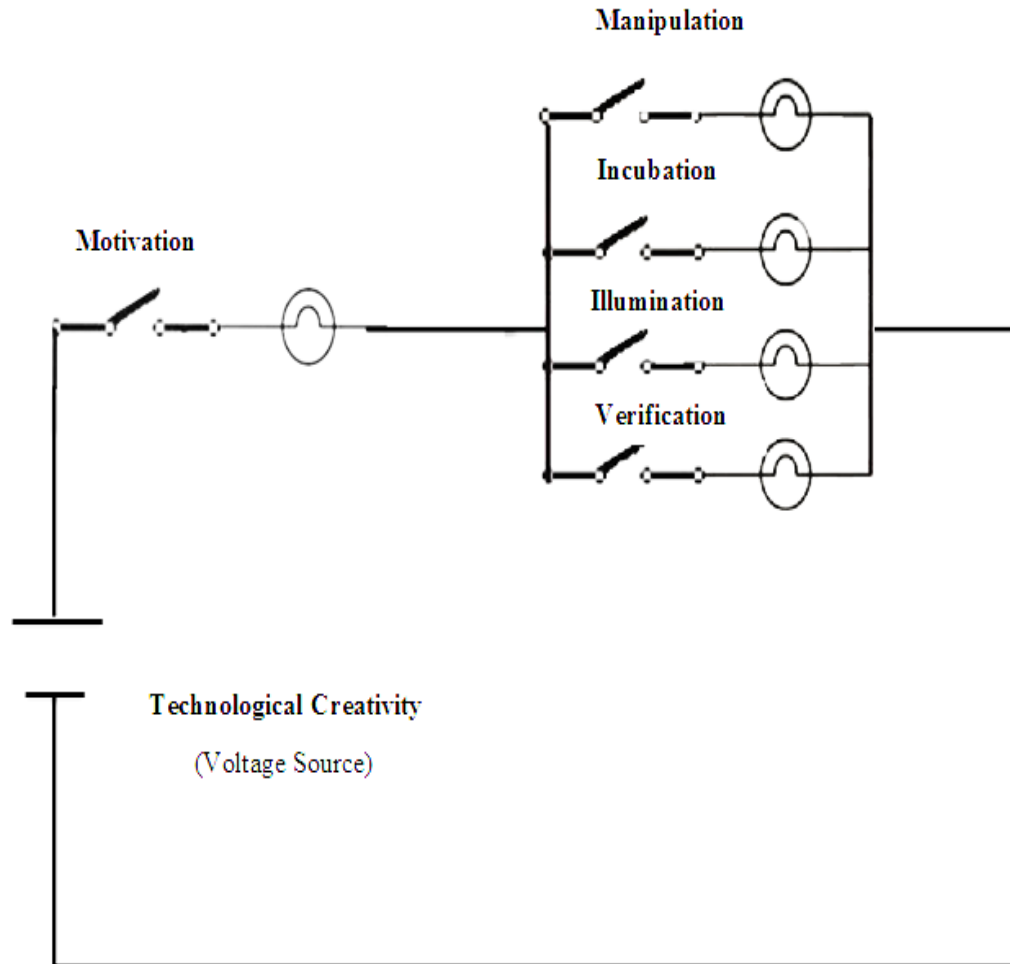 Manipulation
Incubation
Motivation
Illumination
Verification
Technological Creativity
(Voltage Source)